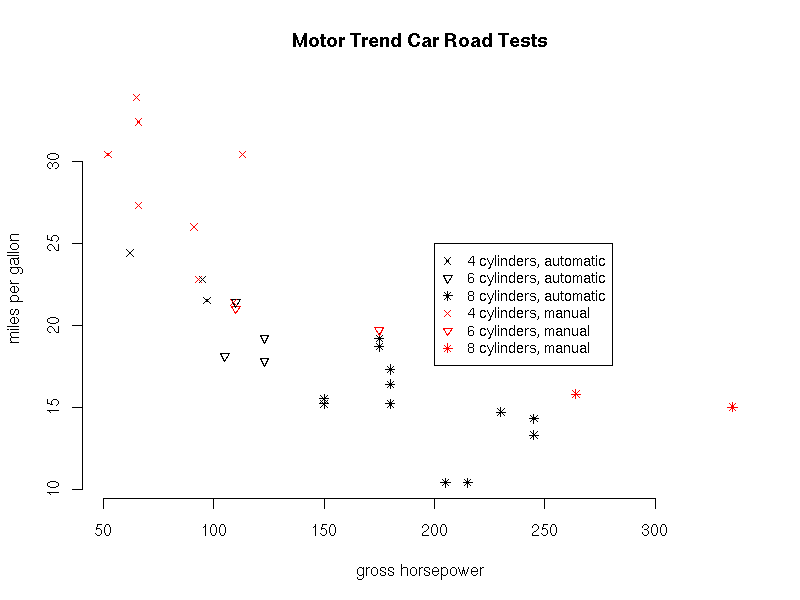 Motor Trend Car Road Tests
miles per gallon
30
25
20
15
10
4 cylinders, automatic
6 cylinders, automatic
8 cylinders, automatic
4 cylinders, manual
6 cylinders, manual
8 cylinders, manual
50 100 150 200 250 300
gross horsepower